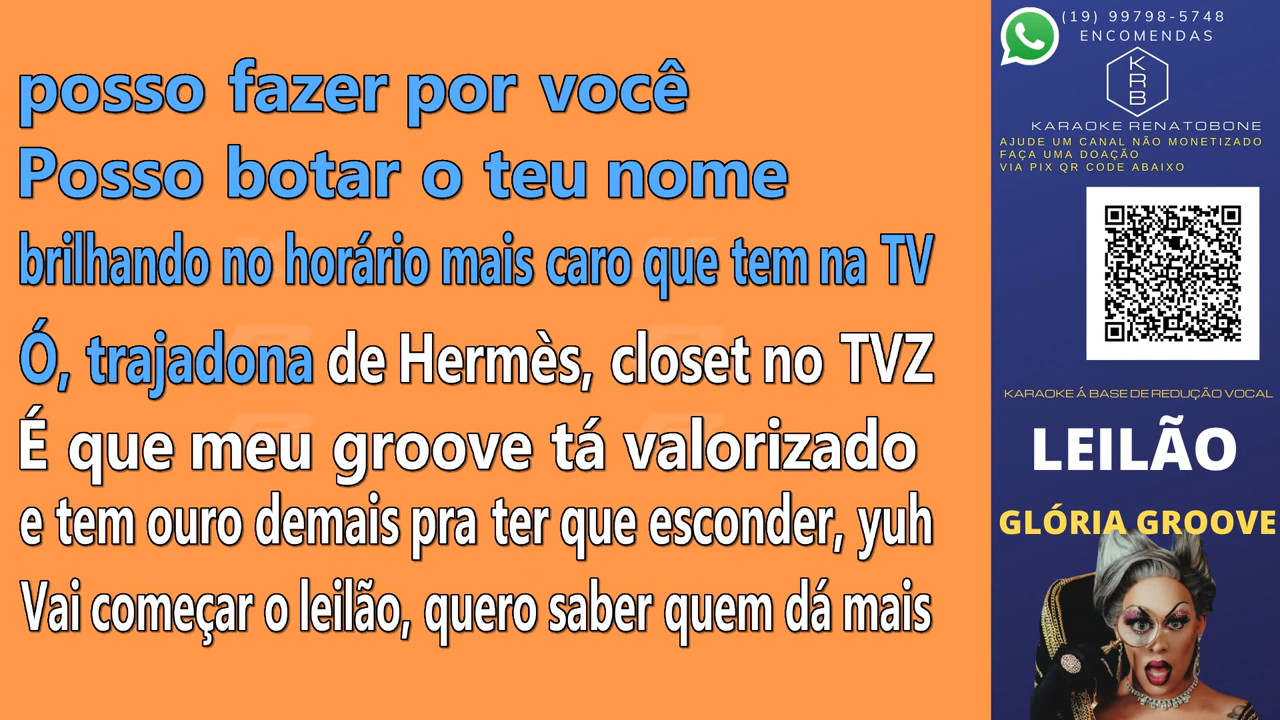 posso fazer por você
Posso botar o teu nome
brilhando no horário mais caro que tem na TV
Ó, trajadona de Hermès, closet no TVZ
É que meu groove tá valorizado
e tem ouro demais pra ter que esconder, yuh
Vai começar o leilão, quero saber quem dá mais
(19) 99798-5748
ENCOMENDAS
K
R
B
KARAOKE RENATOBONE
AJUDE UM CANAL NÃO MONETIZADO
FAÇA UMA DOAÇÃO
VIA PIX QR CODE ABAIXO
KARAOKE Á BASE DE REDUÇÃO VOCAL
LEILÃO
GLÓRIA GROOVE